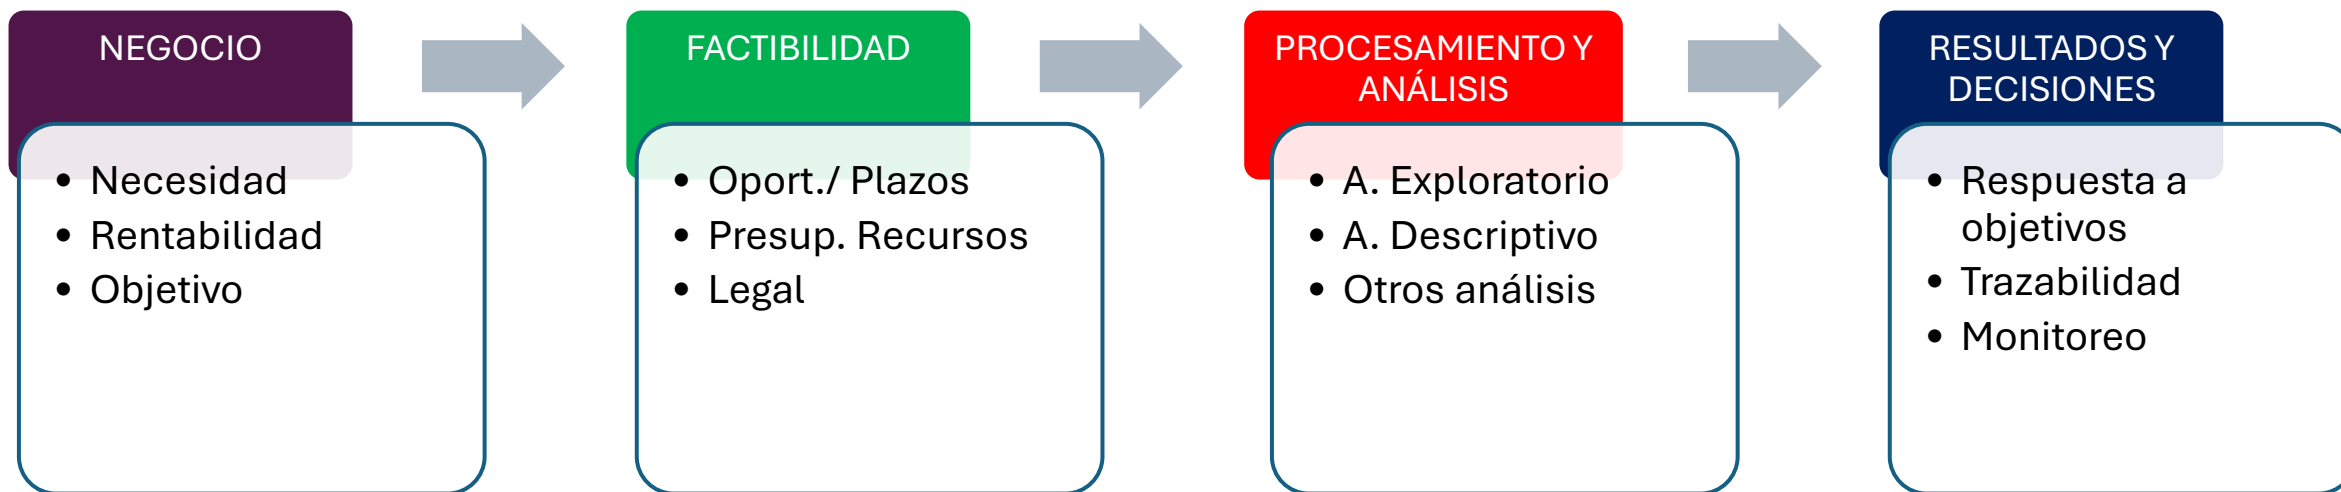 NEGOCIO
• Necesidad
• Rentabilidad
• Objetivo
FACTIBILIDAD
• Oport./ Plazos
• Presup. Recursos
• Legal
PROCESAMIENTO Y
ANÁLISIS
• A. Exploratorio
• A. Descriptivo
• Otros análisis
RESULTADOS Y
DECISIONES
• Respuesta a
objetivos
• Trazabilidad
• Monitoreo